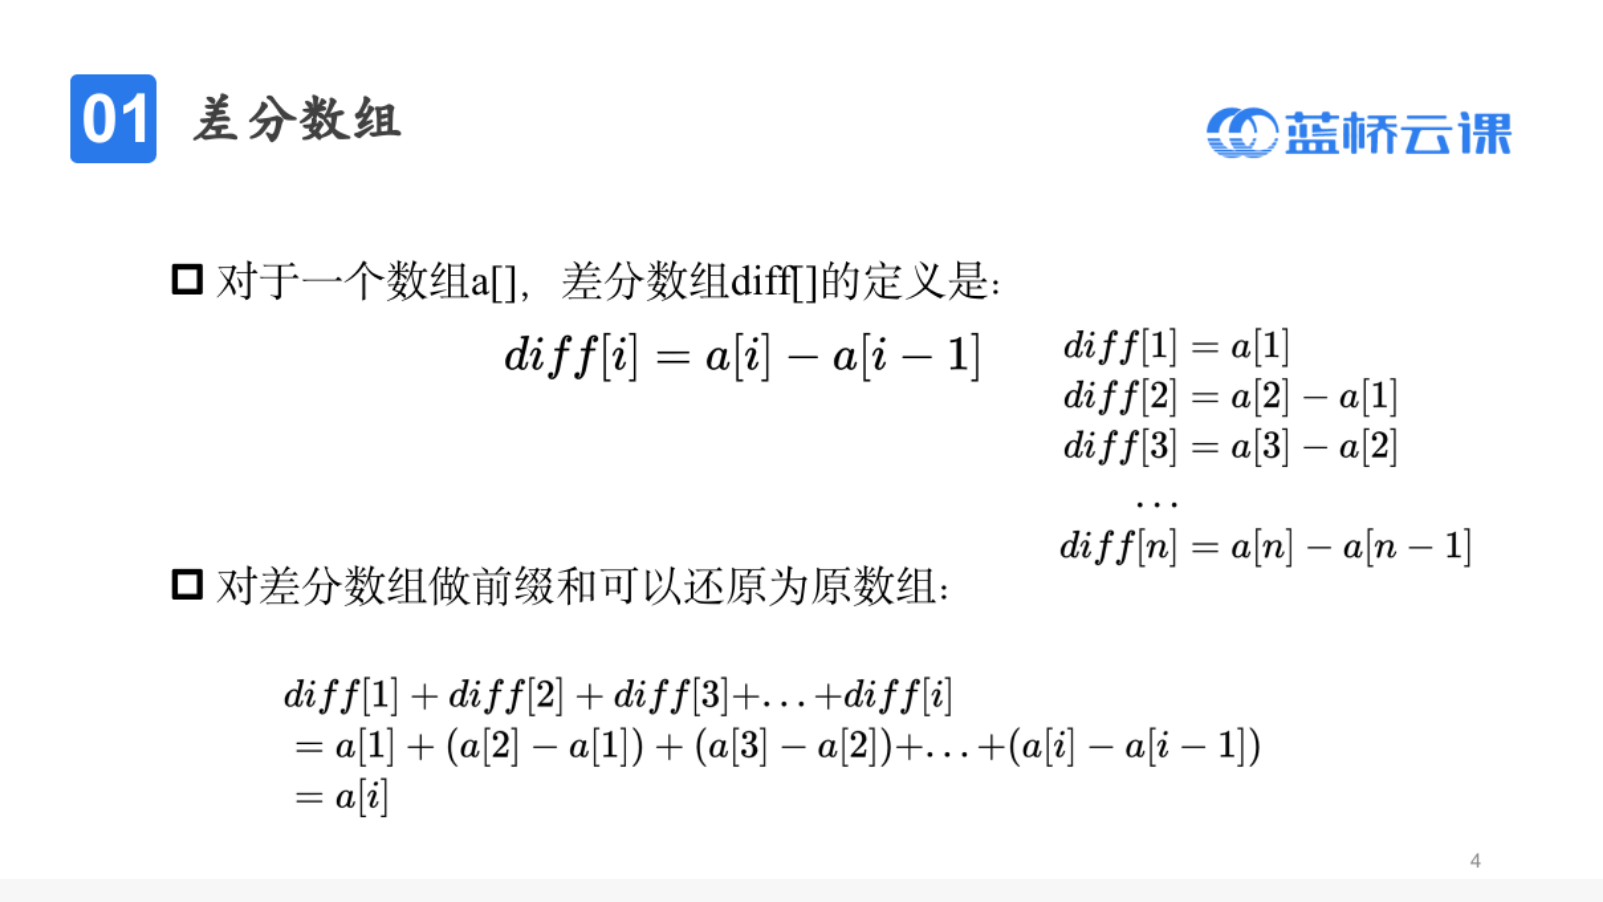 01 差分数组
蓝桥云课
对于一个数组a[]，差分数组diff[]的定义是：
diff[i] = a[i] − a[i − 1]
diff[1] = a[1]
diff[2] = a[2] − a[1]
diff[3] = a[3] − a[2]
...
diff[n] = a[n] − a[n − 1]
对差分数组做前缀和可以还原为原数组：
diff[1] + diff[2] + diff[3]+...+diff[i]
= a[1] + (a[2] − a[1]) + (a[3] − a[2])+...+(a[i] − a[i − 1])
= a[i]
4